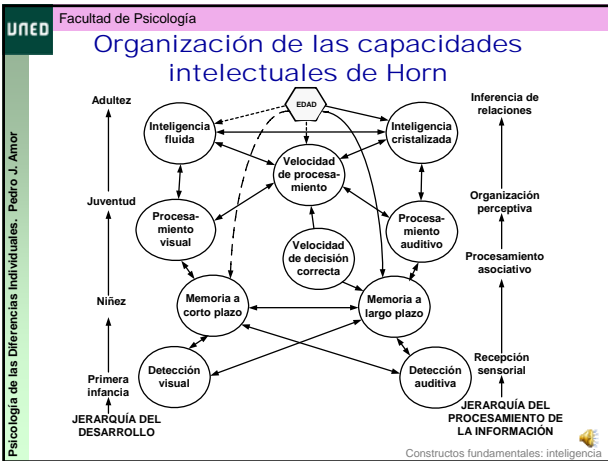 UNED
Facultad de Psicología
Organización de las capacidades
intelectuales de Horn
Psicología de las Diferencias Individuales. Pedro J. Amor
Adultez
Juventud
Niñez
Primera
infancia
JERARQUÍA DEL
DESARROLLO
EDAD
Inteligencia
fluida
Inteligencia
cristalizada
Velocidad
de procesa-
miento
Procesa-
miento
visual
Procesa-
miento
auditivo
Velocidad
de decisión
correcta
Memoria a
corto plazo
Memoria a
largo plazo
Detección
visual
Detección
auditiva
Inferencia de
relaciones
Organización
perceptiva
Procesamiento
asociativo
Recepción
sensorial
JERARQUÍA DEL
PROCESAMIENTO DE
LA INFORMACIÓN
Constructos fundamentales: inteligencia